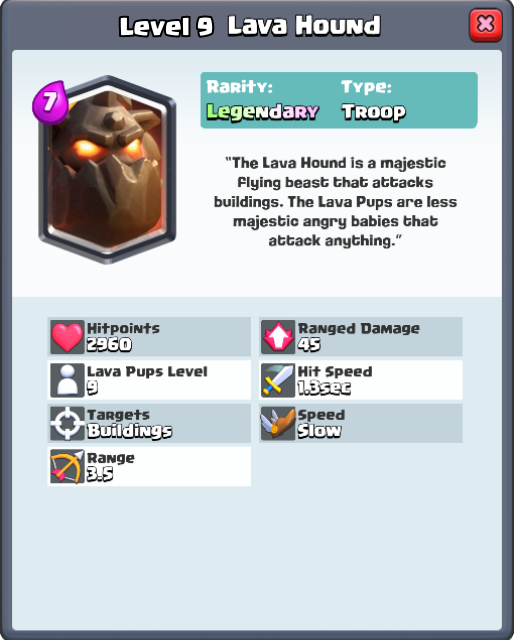 Level 9 Lava Hound
7
Rarity: Type:
Legendary Troop
“The Lava Hound is a majestic
flying beast that attacks
buildings. The Lava Pups are less
majestic angry babies that
attack anything.”
Hitpoints
2960
Ranged Damage
45
Lava Pups Level
9
Hit Speed
1.3sec
Targets
Buildings
Speed
Slow
Range
3.5